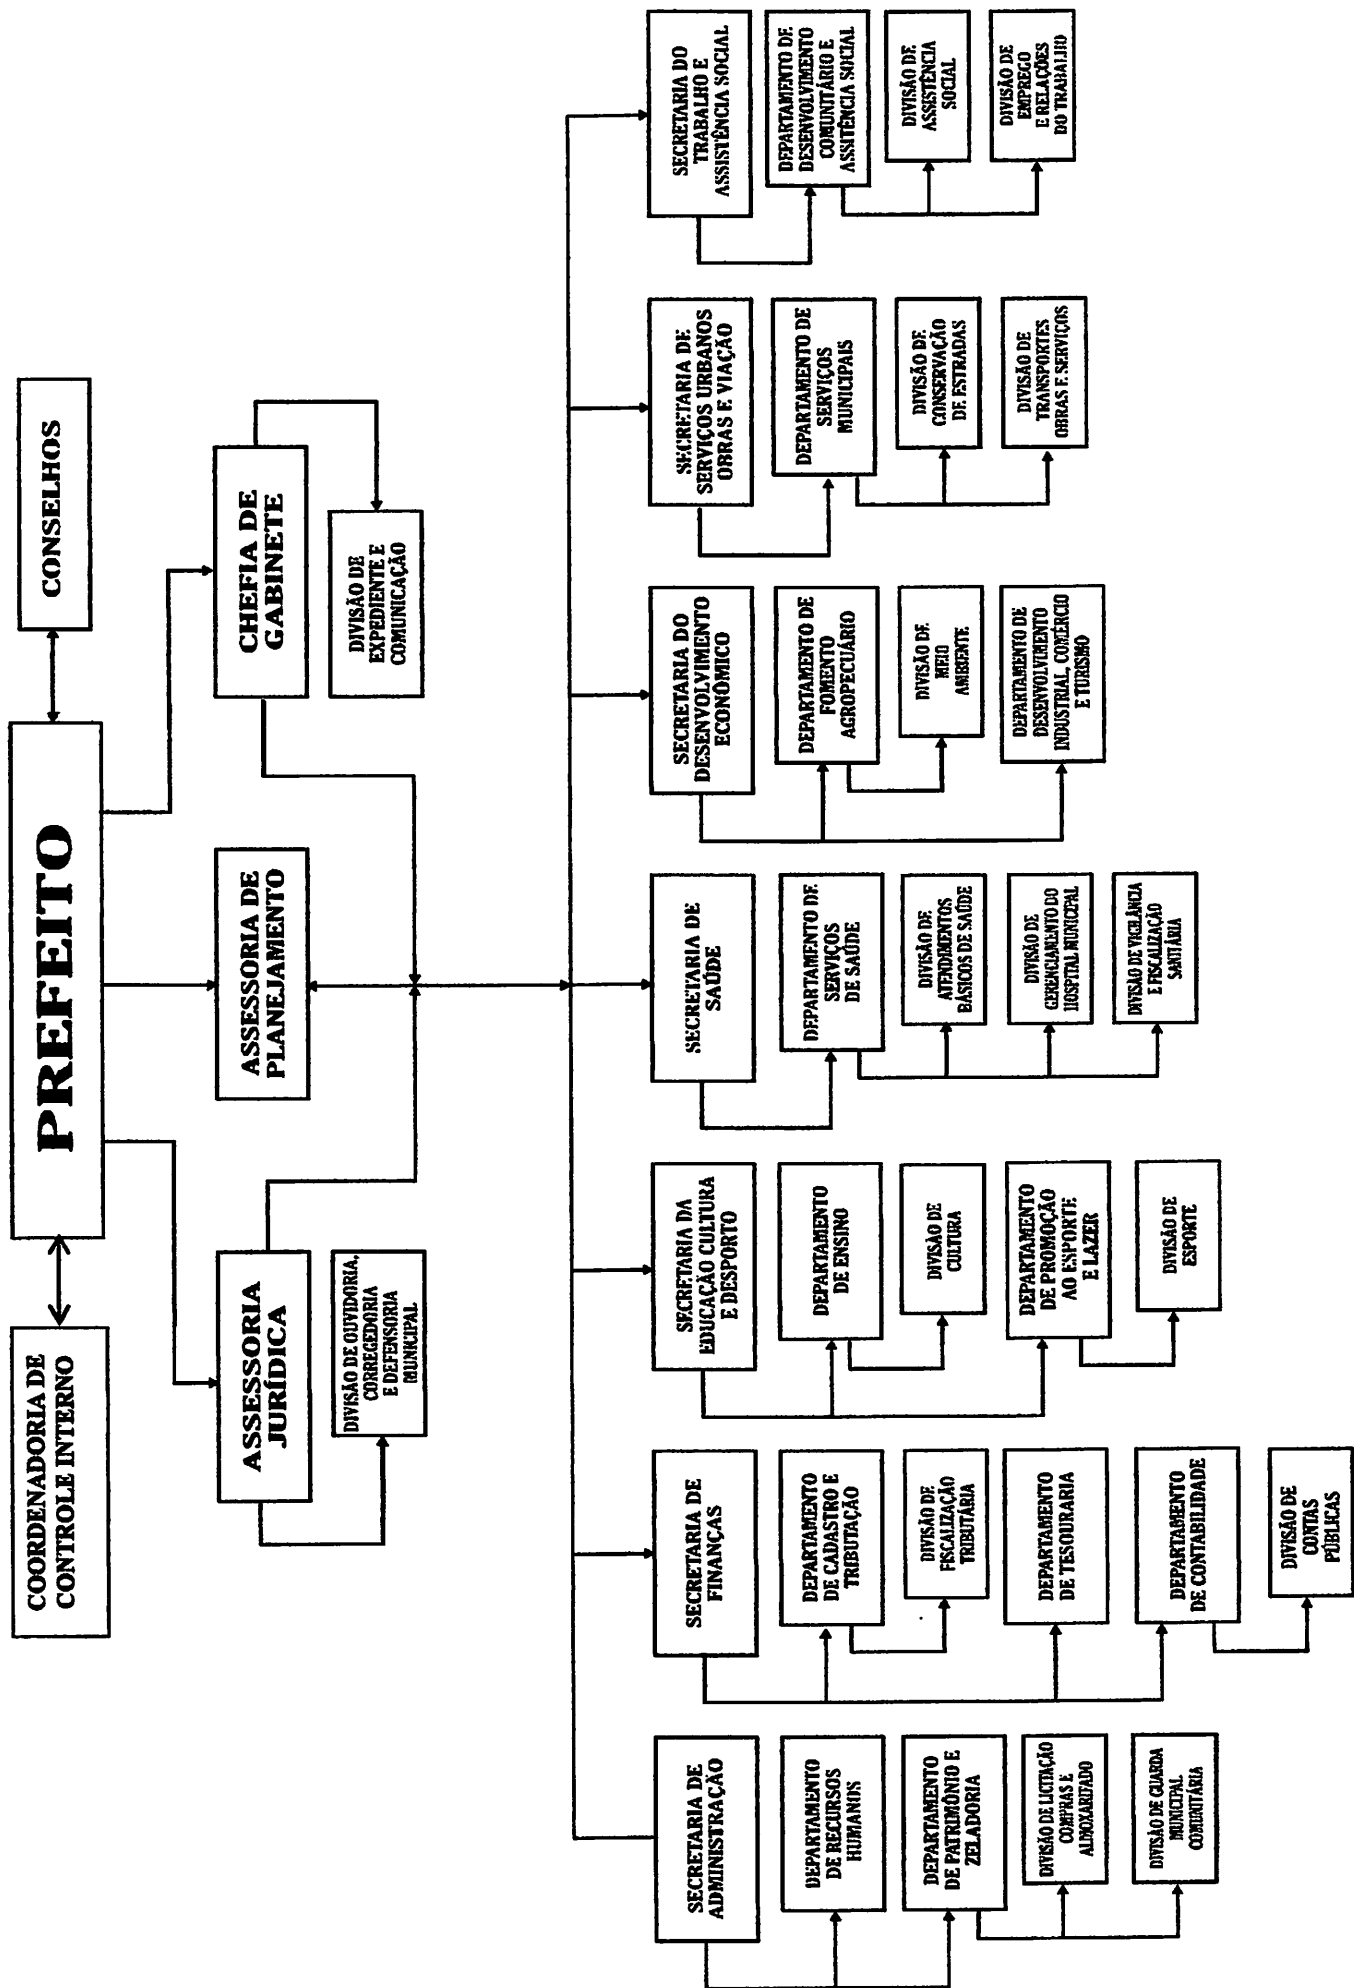 COORDENADORIA DE
CONTROLE INTERNO
PREFEITO
CONSELHOS
ASSESSORIA
JURÍDICA
ASSESSORIA DE
PLANEJAMENTO
CHEFIA DE
GABINETE
DIVISÃO DE OUVIDORIA,
CORREGEDORIA
E DEFENSORIA
MUNICIPAL
DIVISÃO DE
EXPEDIENTE E
COMUNICAÇÃO
SECRETARIA DE
ADMINISTRAÇÃO
DEPARTAMENTO
DE RECURSOS
HUMANOS
DEPARTAMENTO
DE PATRIMÔNIO E
ZELADORIA
DIVISÃO DE LICITAÇÃO
COMPRAS E
ALMOXARIFADO
DIVISÃO DE GUARDA
MUNICIPAL
COMUNITÁRIA
SECRETARIA DE
FINANÇAS
DEPARTAMENTO
DE CADASTRO E
TRIBUTAÇÃO
DIVISÃO DE
FISCALIZAÇÃO
TRIBUTÁRIA
DEPARTAMENTO
DE TESOURARIA
DEPARTAMENTO
DE CONTABILIDADE
DIVISÃO DE
CONTAS
PÚBLICAS
SECRETARIA DA
EDUCAÇÃO CULTURA
E DESPORTO
DEPARTAMENTO
DE ENSINO
DIVISÃO DE
CULTURA
DEPARTAMENTO
DE PROMOÇÃO
AO ESPORTE
E LAZER
DIVISÃO DE
ESPORTE
SECRETARIA DE
SAÚDE
DEPARTAMENTO DE
SERVIÇOS
DE SAÚDE
DIVISÃO DE
ATENDIMENTOS
BÁSICOS DE SAÚDE
DIVISÃO DE
GERENCIAMENTO DO
HOSPITAL MUNICIPAL
DIVISÃO DE VIGILÂNCIA
E FISCALIZAÇÃO
SANITÁRIA
SECRETARIA DO
DESENVOLVIMENTO
ECONÔMICO
DEPARTAMENTO DE
FOMENTO
AGROPECUÁRIO
DIVISÃO DE
MEIO
AMBIENTE
DEPARTAMENTO DE
DESENVOLVIMENTO
INDUSTRIAL, COMÉRCIO
E TURISMO
SECRETARIA DE
SERVIÇOS URBANOS
OBRAS E VIAÇÃO
DEPARTAMENTO DE
SERVIÇOS
MUNICIPAIS
DIVISÃO DE
CONSERVAÇÃO
DE ESTRADAS
DIVISÃO DE
TRANSPORTES
OBRAS E SERVIÇOS
SECRETARIA DO
TRABALHO E
ASSISTÊNCIA SOCIAL
DEPARTAMENTO DE
DESENVOLVIMENTO
COMUNITÁRIO E
ASSITÊNCIA SOCIAL
DIVISÃO DE
ASSISTÊNCIA
SOCIAL
DIVISÃO DE
EMPREGO
E RELAÇÕES
DO TRABALHO